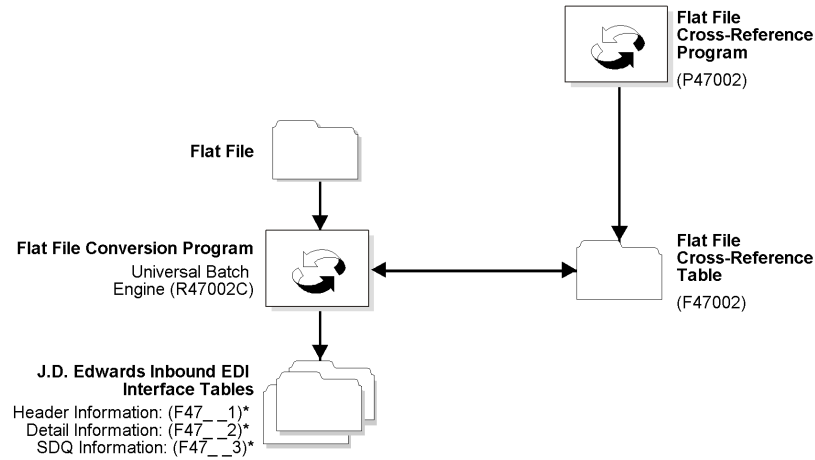 Flat File
Cross-Reference
Program
(P47002)
Flat File
Flat File Conversion Program
Universal Batch
Engine (R47002C)
Flat File
Cross-Reference
Table
(F47002)
J.D. Edwards Inbound EDI
Interface Tables
Header Information: (F47_ _1)*
Detail Information: (F47_ _2)*
SDQ Information: (F47_ _3)*